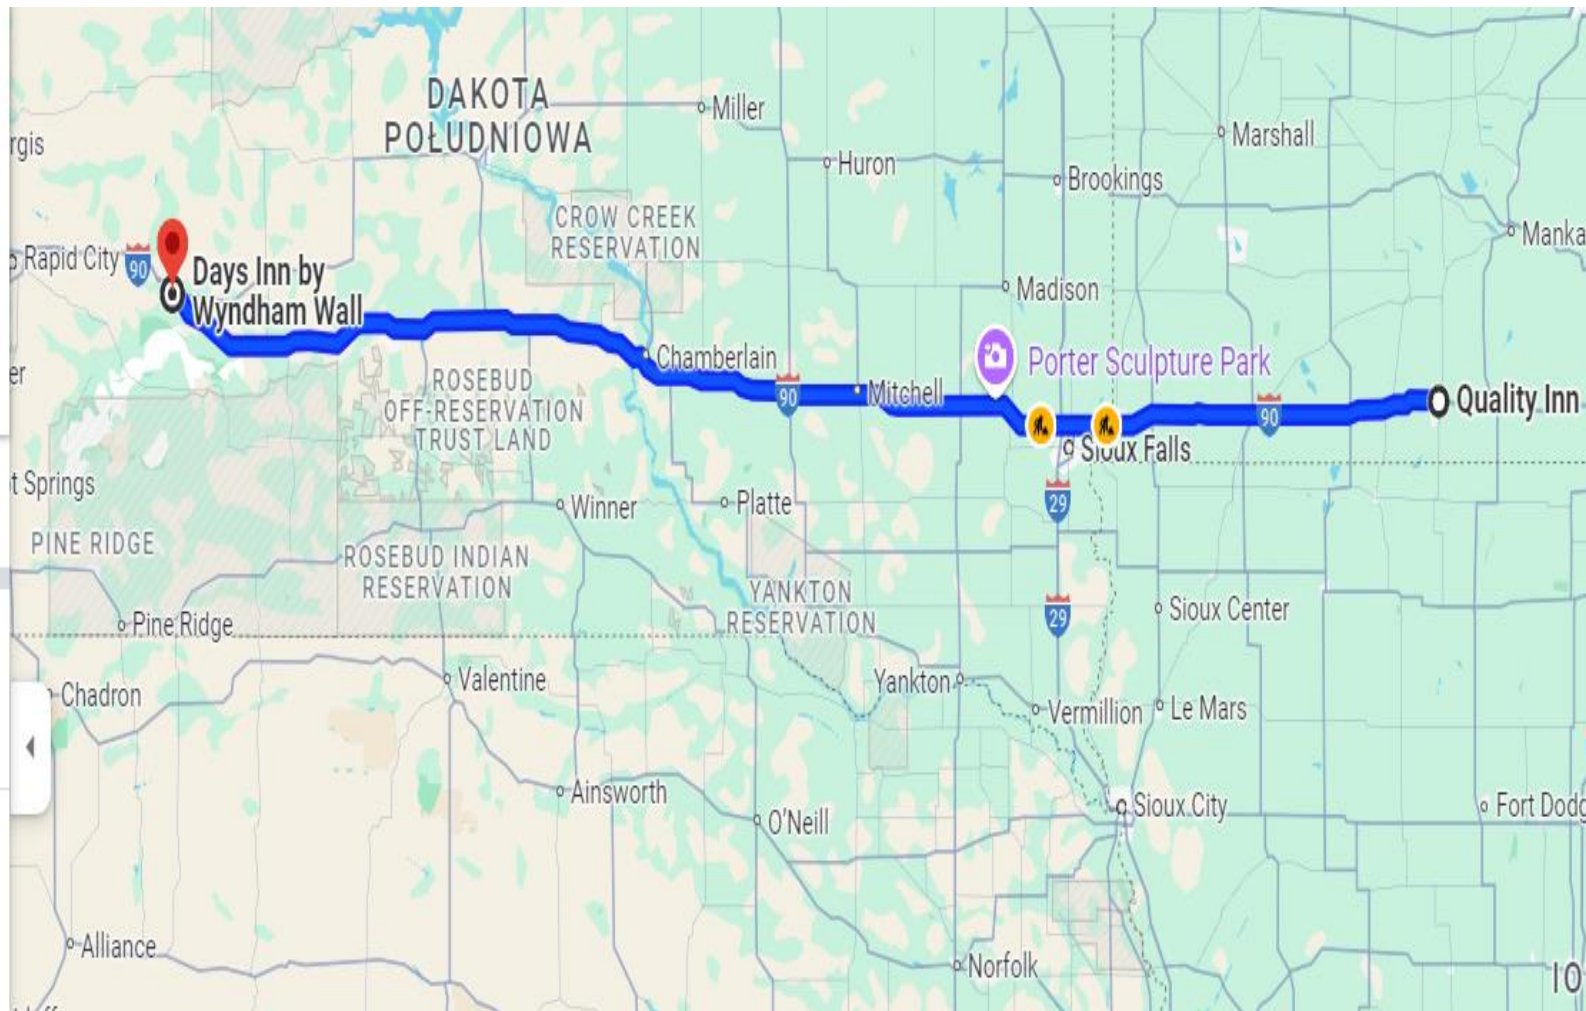 DAKOTA
POŁUDNIOWA
Miller
Marshall
rgis
Huron
Brookings
CROW CREEK
RESERVATION
Manka
Rapid City
90
Days Inn by
Wyndham Wall
Madison
Chamberlain
Porter Sculpture Park
er
ROSEBUD
OFF-RESERVATION
TRUST LAND
90
Mitchell
90
Quality Inn
Sioux Falls
t Springs
29
Winner
Platte
PINE RIDGE
ROSEBUD INDIAN
RESERVATION
YANKTON
RESERVATION
29
Sioux Center
Pine Ridge
Chadron
Valentine
Yankton
Vermillion
Le Mars
Ainsworth
O'Neill
Sioux City
Fort Dodg
Alliance
Norfolk
IO